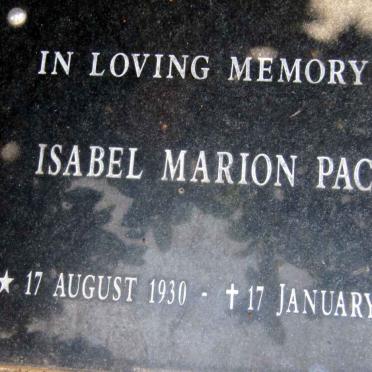 IN LOVING MEMORY
ISABEL MARION PAC
★ 17 AUGUST 1930 - ✝ 17 JANUARY